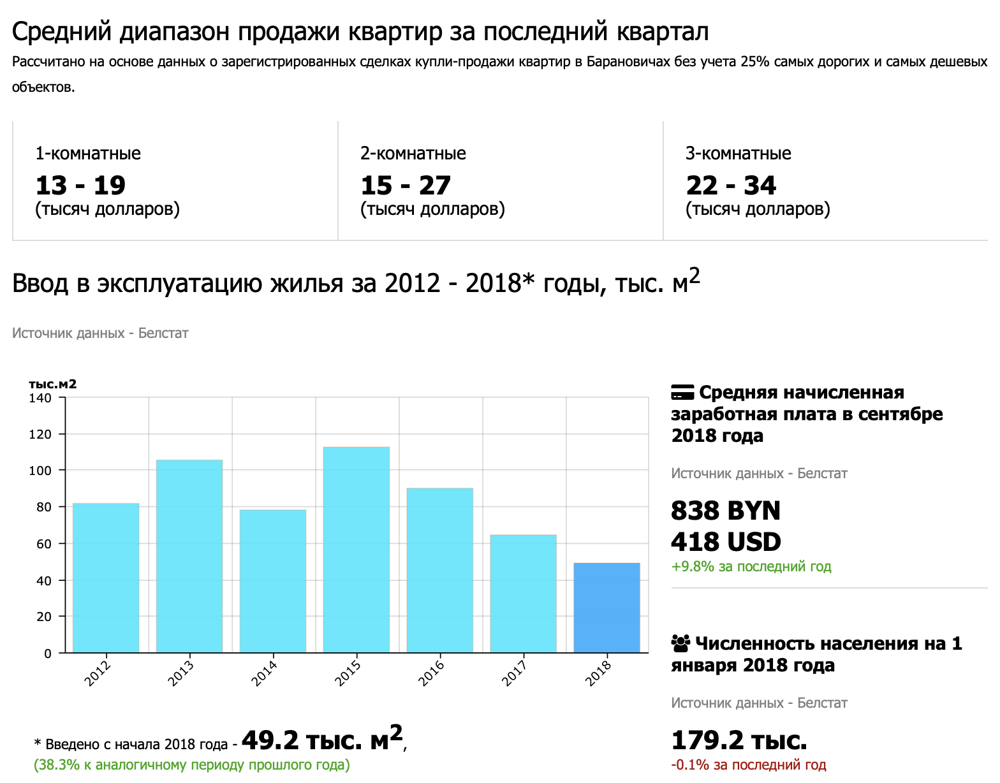 Средний диапазон продажи квартир за последний квартал
Рассчитано на основе данных о зарегистрированных сделках купли-продажи квартир в Барановичах без учета 25% самых дорогих и самых дешевых
объектов.
1-комнатные
13 - 19
(тысяч долларов)
2-комнатные
15 - 27
(тысяч долларов)
3-комнатные
22 - 34
(тысяч долларов)
Ввод в эксплуатацию жилья за 2012 - 2018* годы, тыс. м2
Источник данных - Белстат
тыс.м2
140
120
100
80
60
40
20
0
2012
2013
2014
2015
2016
2017
2018
* Введено с начала 2018 года - 49.2 тыс. м2,
(38.3% к аналогичному периоду прошлого года)
Средняя начисленная
заработная плата в сентябре
2018 года
Источник данных - Белстат
838 BYN
418 USD
+9.8% за последний год
Численность населения на 1
января 2018 года
Источник данных - Белстат
179.2 тыс.
-0.1% за последний год